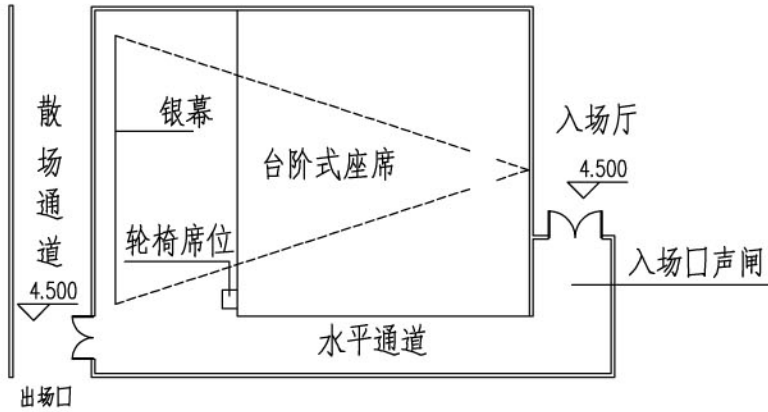 散场通道
银幕
台阶式座席
入场厅
4.500
轮椅席位
入场口声闸
4.500
水平通道
出场口